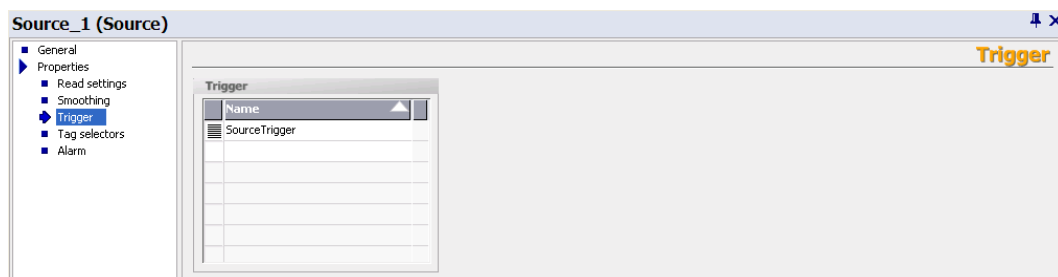 Source_1 (Source)
General
Properties
Read settings
Smoothing
Trigger
Tag selectors
Alarm
Trigger
Trigger
Name
SourceTrigger